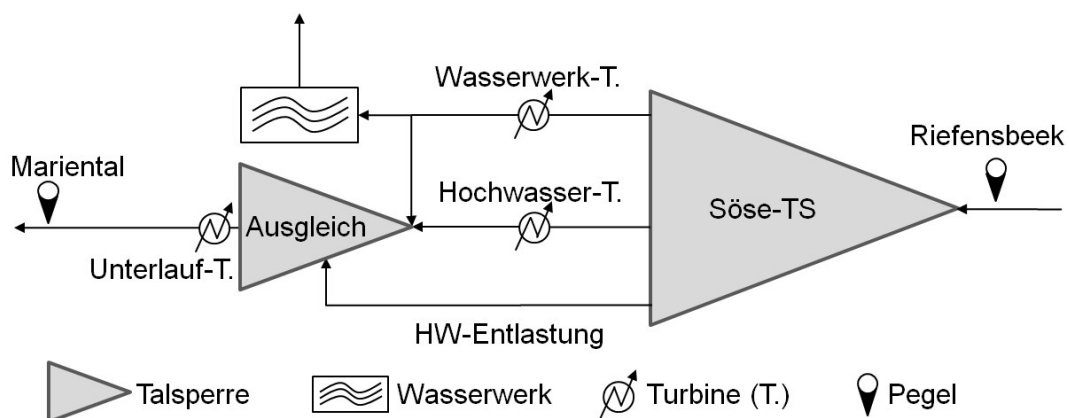 Wasserwerk-T.
Riefensbeek
Mariental
Hochwasser-T.
Söse-TS
Ausgleich
Unterlauf-T.
HW-Entlastung
Talsperre
Wasserwerk
Turbine (T.)
Pegel